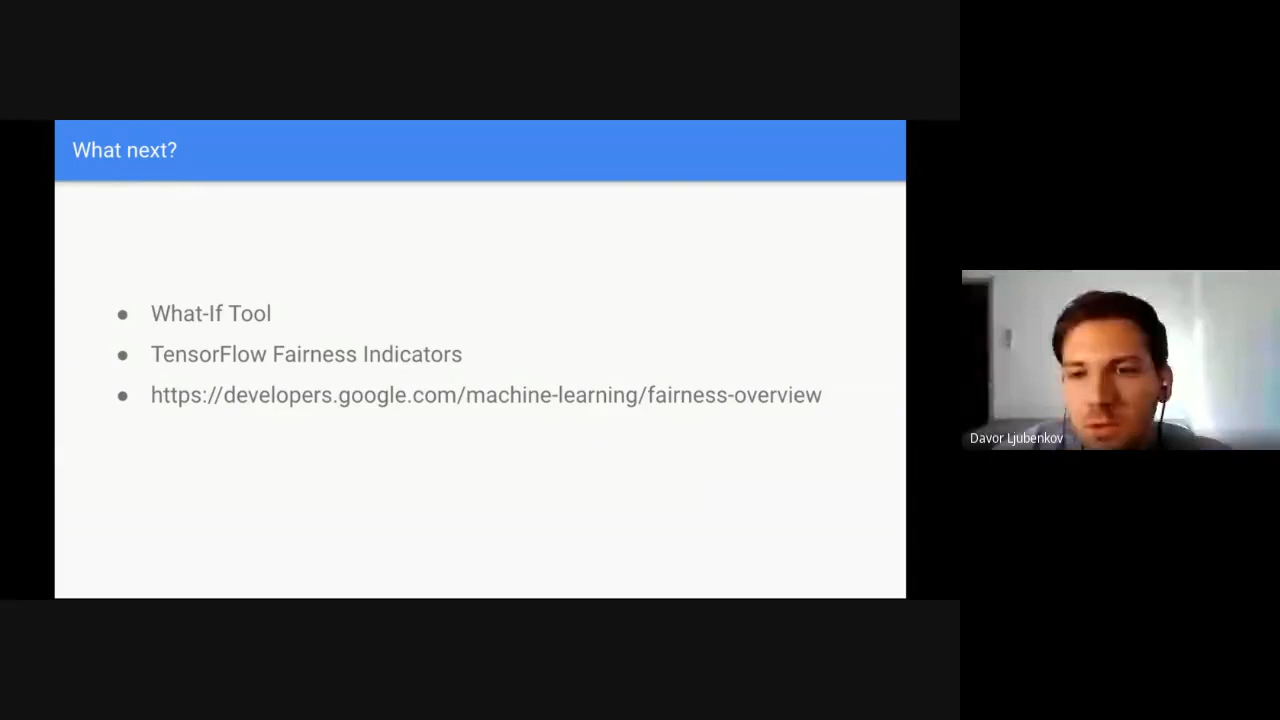 What next?
● What-If Tool
● TensorFlow Fairness Indicators
● https://developers.google.com/machine-learning/fairness-overview
Davor Ljubenkov